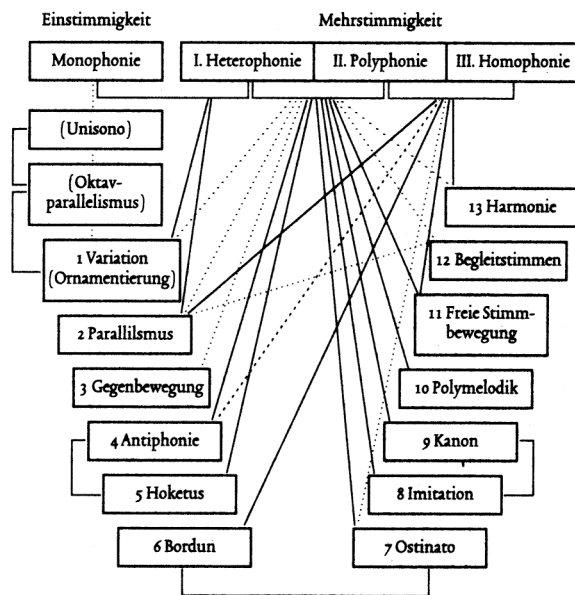 Einstimmigkeit
Mehrstimmigkeit
Monophonie
I. Heterophonie
II. Polyphonie
III. Homophonie
(Unisono)
(Oktav-
parallelismus)
13 Harmonie
1 Variation
(Ornamentierung)
12 Begleitstimmen
11 Freie Stimm-
bewegung
2 Parallilsmus
3 Gegenbewegung
10 Polymelodik
4 Antiphonie
9 Kanon
5 Hoketus
8 Imitation
6 Bordun
7 Ostinato